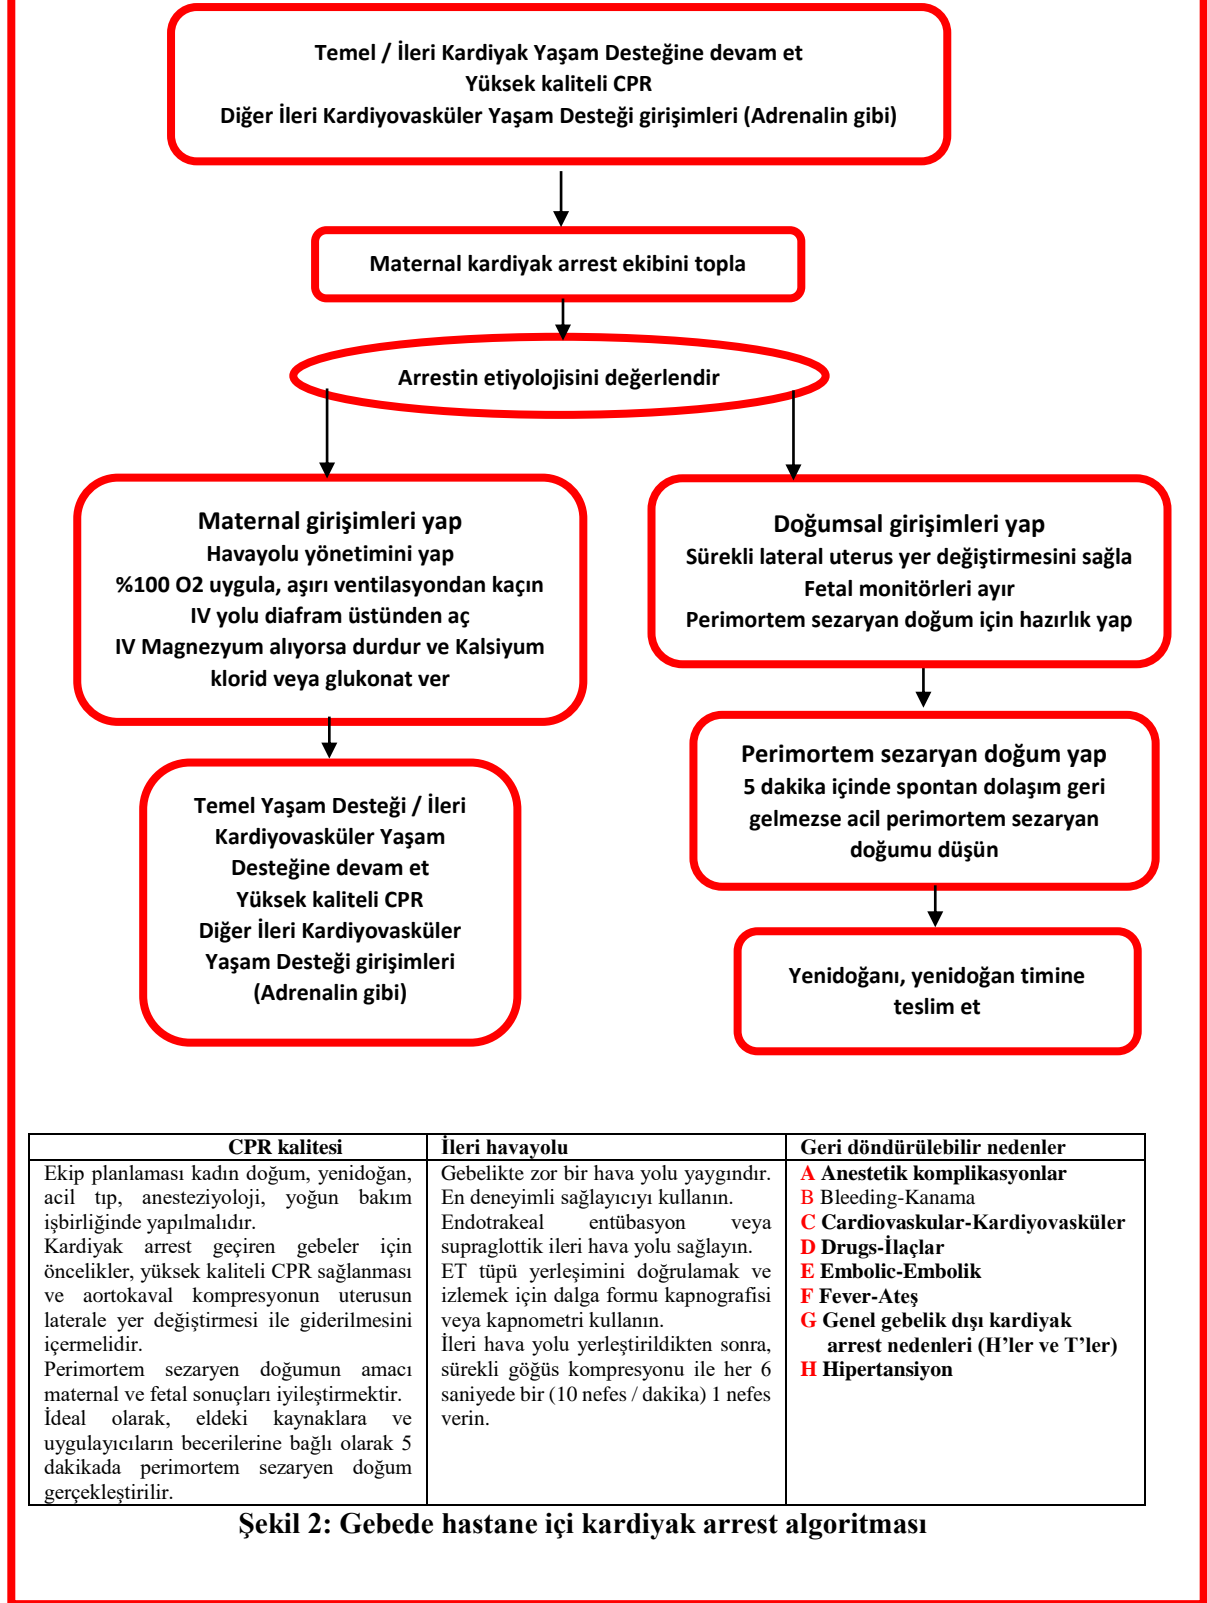 Temel / İleri Kardiyak Yaşam Desteğine devam et
Yüksek kaliteli CPR
Diğer İleri Kardiyovasküler Yaşam Desteği girişimleri (Adrenalin gibi)
Maternal kardiyak arrest ekibini topla
Arrestin etiyolojisini değerlendir
Maternal girişimleri yap
Havayolu yönetimini yap
%100 O2 uygula, aşırı ventilasyondan kaçın
IV yolu diafram üstünden aç
IV Magnezyum alıyorsa durdur ve Kalsiyum
klorid veya glukonat ver
Doğumsal girişimleri yap
Sürekli lateral uterus yer değiştirmesini sağla
Fetal monitörleri ayır
Perimortem sezaryan doğum için hazırlık yap
Temel Yaşam Desteği / İleri
Kardiyovasküler Yaşam
Desteğine devam et
Yüksek kaliteli CPR
Diğer İleri Kardiyovasküler
Yaşam Desteği girişimleri
(Adrenalin gibi)
Perimortem sezaryan doğum yap
5 dakika içinde spontan dolaşım geri
gelmezse acil perimortem sezaryan
doğumu düşün
Yenidoğanı, yenidoğan timine
teslim et
CPR kalitesi
Ekip planlaması kadın doğum, yenidoğan,
acil tıp, anesteziyoloji, yoğun bakım
işbirliğinde yapılmalıdır.
Kardiyak arrest geçiren gebeler için
öncelikler, yüksek kaliteli CPR sağlanması
ve aortokaval kompresyonun uterusun
laterale yer değiştirmesi ile giderilmesini
içermelidir.
Perimortem sezaryen doğumun amacı
maternal ve fetal sonuçları iyileştirmektir.
İdeal olarak, eldeki kaynaklara ve
uygulayıcıların becerilerine bağlı olarak 5
dakikada perimortem sezaryen doğum
gerçekleştirilir.
İleri havayolu
Gebelikte zor bir hava yolu yaygındır.
En deneyimli sağlayıcıyı kullanın.
Endotrakeal entübasyon veya
supraglottik ileri hava yolu sağlayın.
ET tüpü yerleşimini doğrulamak ve
izlemek için dalga formu kapnografisi
veya kapnometri kullanın.
İleri hava yolu yerleştirildikten sonra,
sürekli göğüs kompresyonu ile her 6
saniyede bir (10 nefes / dakika) 1 nefes
verin.
Geri döndürülebilir nedenler
A Anestetik komplikasyonlar
B Bleeding-Kanama
C Cardiovaskular-Kardiyovasküler
D Drugs-İlaçlar
E Embolic-Embolik
F Fever-Ateş
G Genel gebelik dışı kardiyak
arrest nedenleri (H'ler ve T'ler)
H Hipertansiyon
Şekil 2: Gebede hastane içi kardiyak arrest algoritması